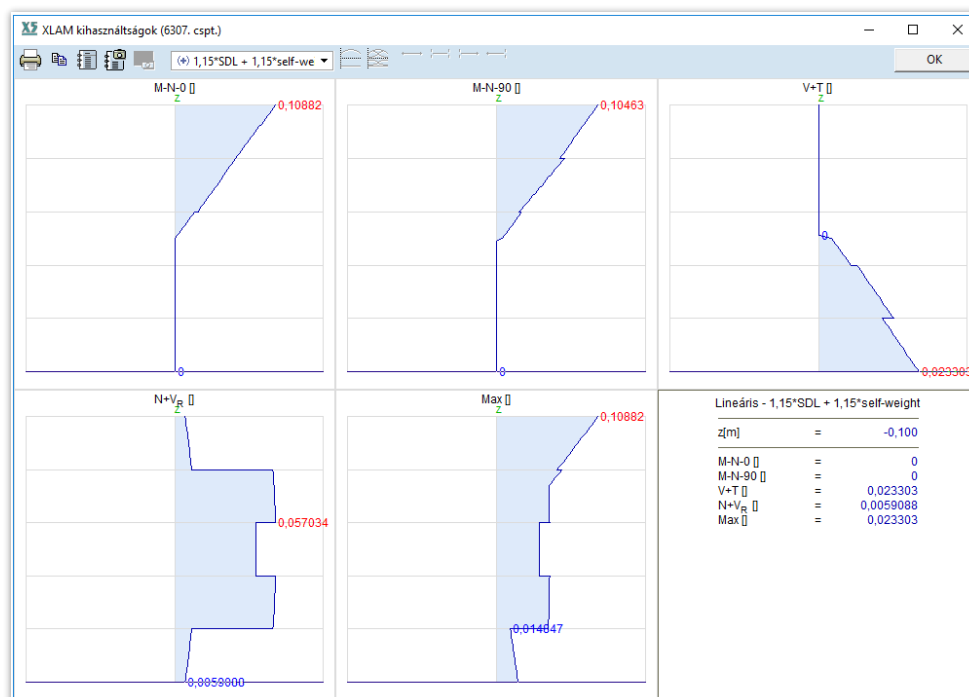 XLAM kihasználtságok (6307. cspt.)
(+) 1,15*SDL + 1,15*self-we
OK
M-N-0 []
z
0,10882
0
M-N-90 []
z
0,10463
0
V+T []
z
0
0,023303
N+VR []
z
0,057034
Max []
z
0,10882
0,014847
Lineáris - 1,15*SDL + 1,15*self-weight
z[m] = -0,100
M-N-0 [] = 0
M-N-90 [] = 0
V+T [] = 0,023303
N+VR [] = 0,0059088
Max [] = 0,023303